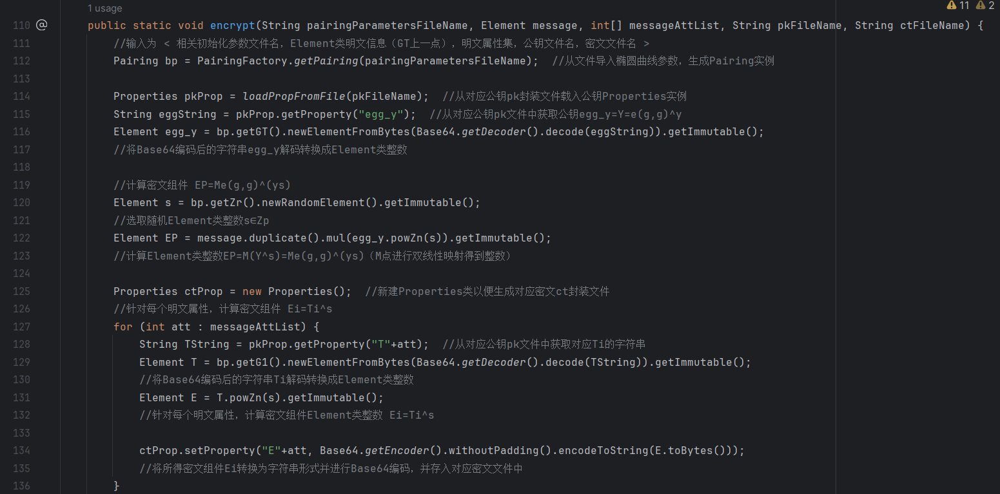 1 usage
11 2
110 @ public static void encrypt(String pairingParametersFileName, Element message, int[] messageAttList, String pkFileName, String ctFileName) {
111 //输入为 < 相关初始化参数文件名，Element类明文信息（GT上一点），明文属性集，公钥文件名，密文文件名 >
112 Pairing bp = PairingFactory.getPairing(pairingParametersFileName);  //从文件导入椭圆曲线参数，生成Pairing实例
113
114 Properties pkProp = loadPropFromFile(pkFileName);  //从对应公钥pk封装文件载入公钥Properties实例
115 String eggString = pkProp.getProperty("egg_y");  //从对应公钥pk文件中获取公钥egg_y=Y=e(g,g)^y
116 Element egg_y = bp.getGT().newElementFromBytes(Base64.getDecoder().decode(eggString)).getImmutable();
117 //将Base64编码后的字符串egg_y解码转换成Element类整数
118
119 //计算密文组件 EP=Me(g,g)^(ys)
120 Element s = bp.getZr().newRandomElement().getImmutable();
121 //选取随机Element类整数s∈Zp
122 Element EP = message.duplicate().mul(egg_y.powZn(s)).getImmutable();
123 //计算Element类整数EP=M(Y^s)=Me(g,g)^(ys)（M点进行双线性映射得到整数）
124
125 Properties ctProp = new Properties();  //新建Properties类以便生成对应密文ct封装文件
126 //针对每个明文属性，计算密文组件 Ei=Ti^s
127 for (int att : messageAttList) {
128 String TString = pkProp.getProperty("T"+att);  //从对应公钥pk文件中获取对应Ti的字符串
129 Element T = bp.getG1().newElementFromBytes(Base64.getDecoder().decode(TString)).getImmutable();
130 //将Base64编码后的字符串Ti解码转换成Element类整数
131 Element E = T.powZn(s).getImmutable();
132 //针对每个明文属性，计算密文组件Element类整数 Ei=Ti^s
133
134 ctProp.setProperty("E"+att, Base64.getEncoder().withoutPadding().encodeToString(E.toBytes()));
135 //将所得密文组件Ei转换为字符串形式并进行Base64编码，并存入对应密文文件中
136 }